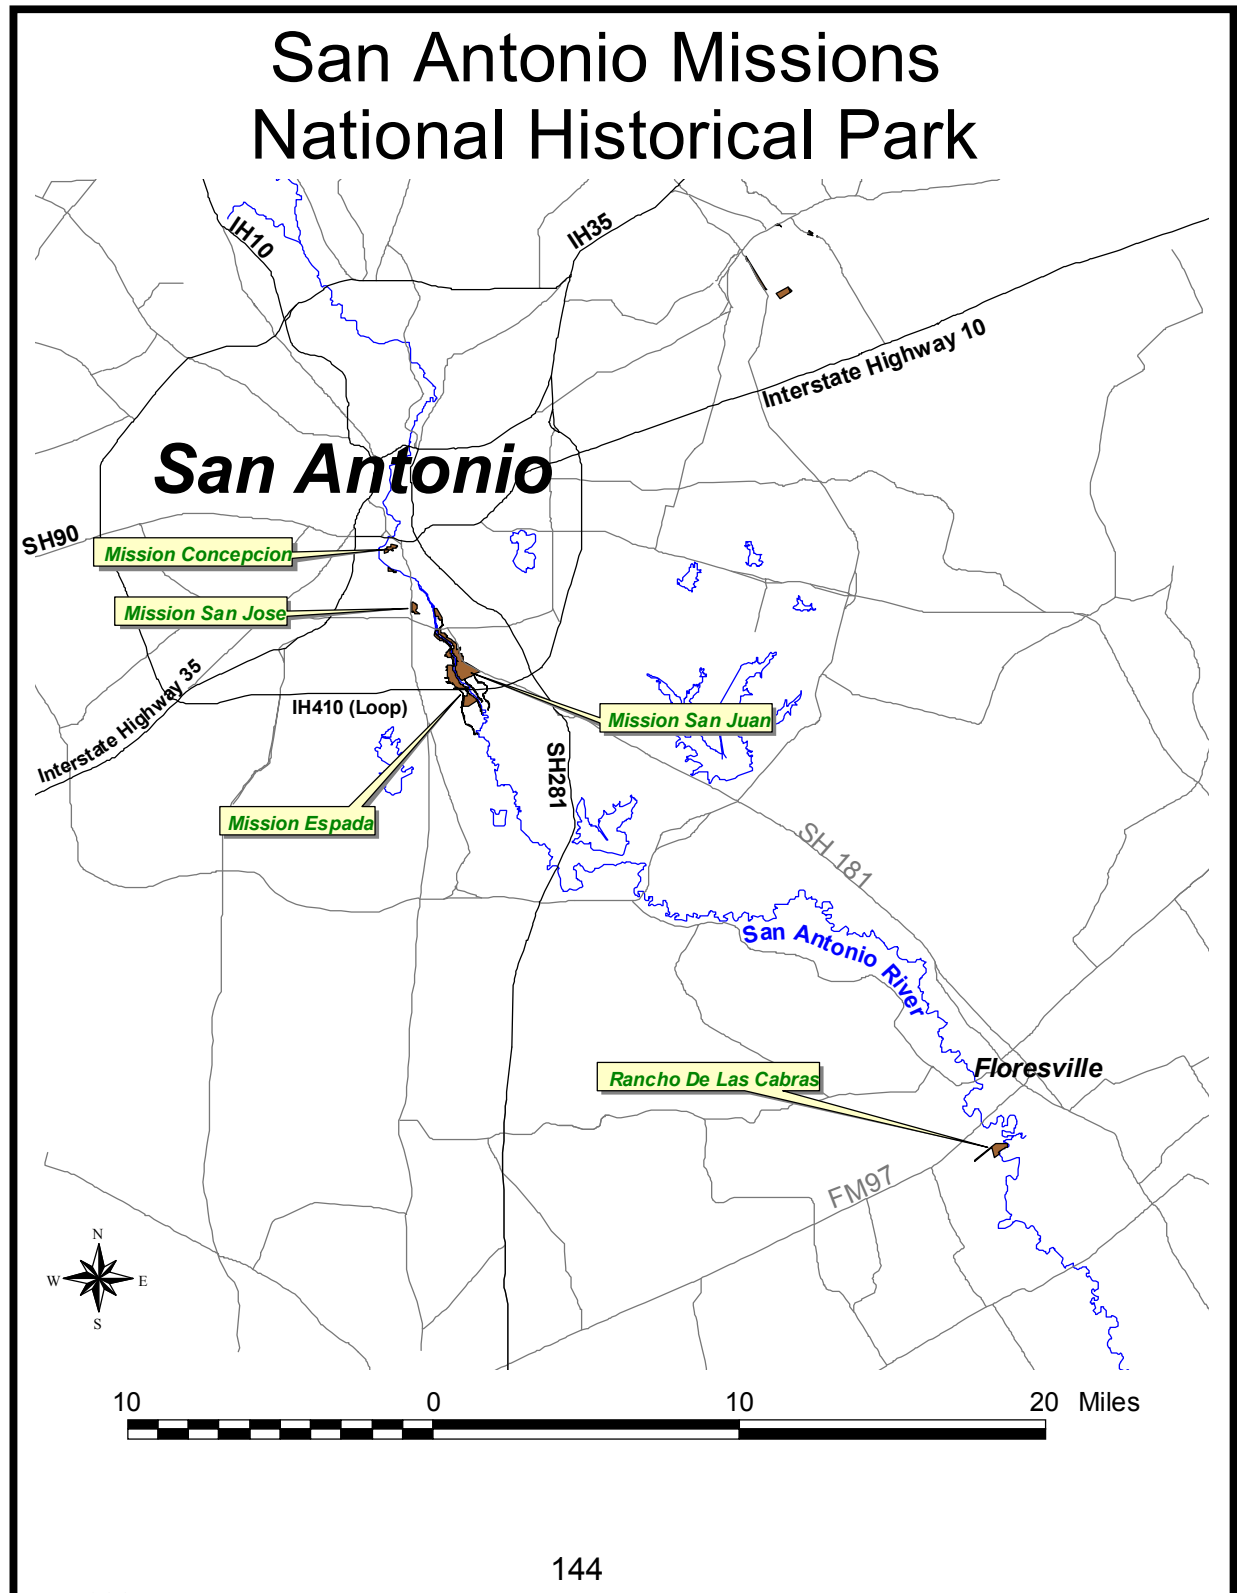 San Antonio Missions
National Historical Park
IH10
IH35
Interstate Highway 10
San Antonio
SH90
Mission Concepcion
Mission San Jose
Interstate Highway 35
IH410 (Loop)
Mission San Juan
SH281
Mission Espada
SH 181
San Antonio River
Floresville
Rancho De Las Cabras
FM97
N
W E
S
10 0 10 20 Miles
144